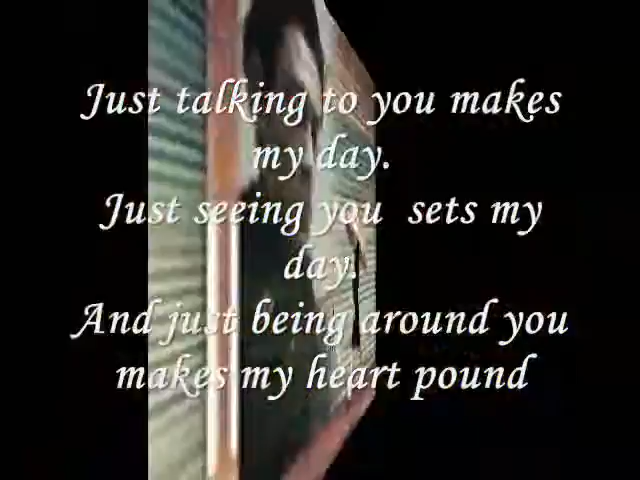 Just talking to you makes
my day.
Just seeing you sets my
day.
And just being around you
makes my heart pound